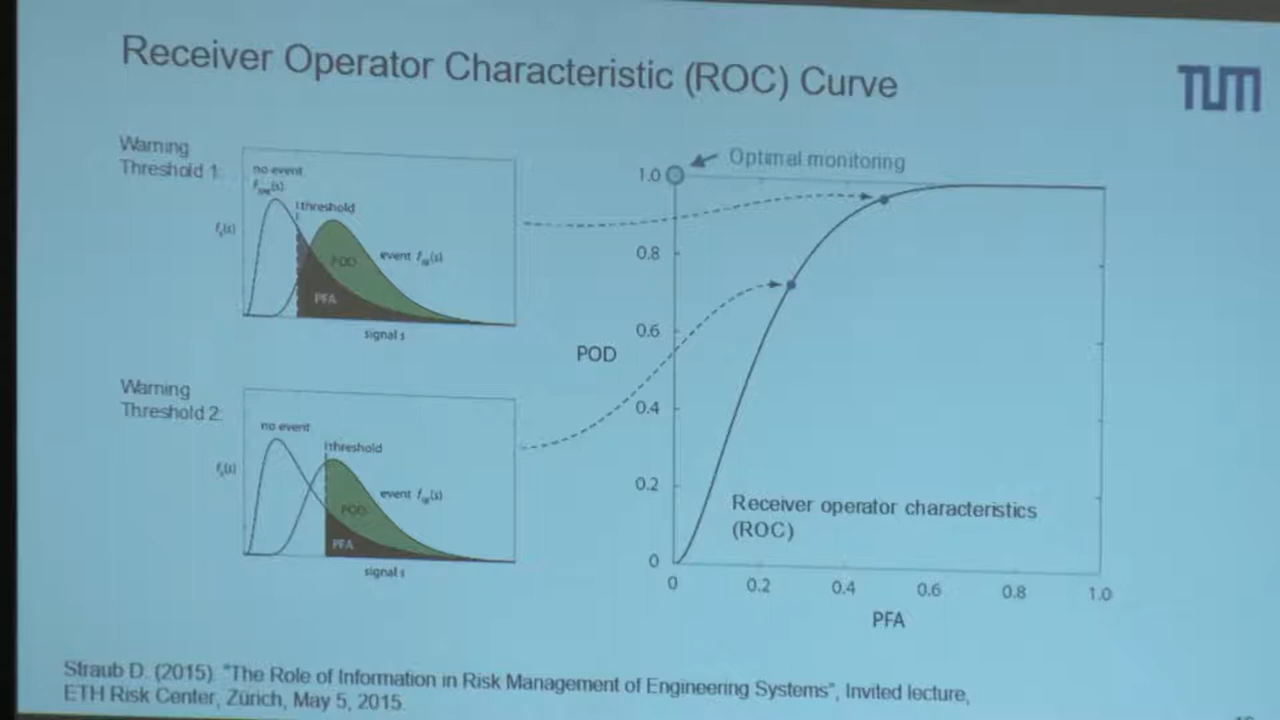 Receiver Operator Characteristic (ROC) Curve
TUM
Warning
Threshold 1:
no event
threshold
POD
event
PFA
signal s
Warning
Threshold 2:
no event
threshold
POD
event
PFA
signal s
Optimal monitoring
1.0
0.8
0.6
POD
0.4
0.2
0
Receiver operator characteristics
(ROC)
0 0.2 0.4 0.6 0.8 1.0
PFA
Straub D. (2015). "The Role of Information in Risk Management of Engineering Systems", Invited lecture,
ETH Risk Center, Zürich, May 5, 2015.